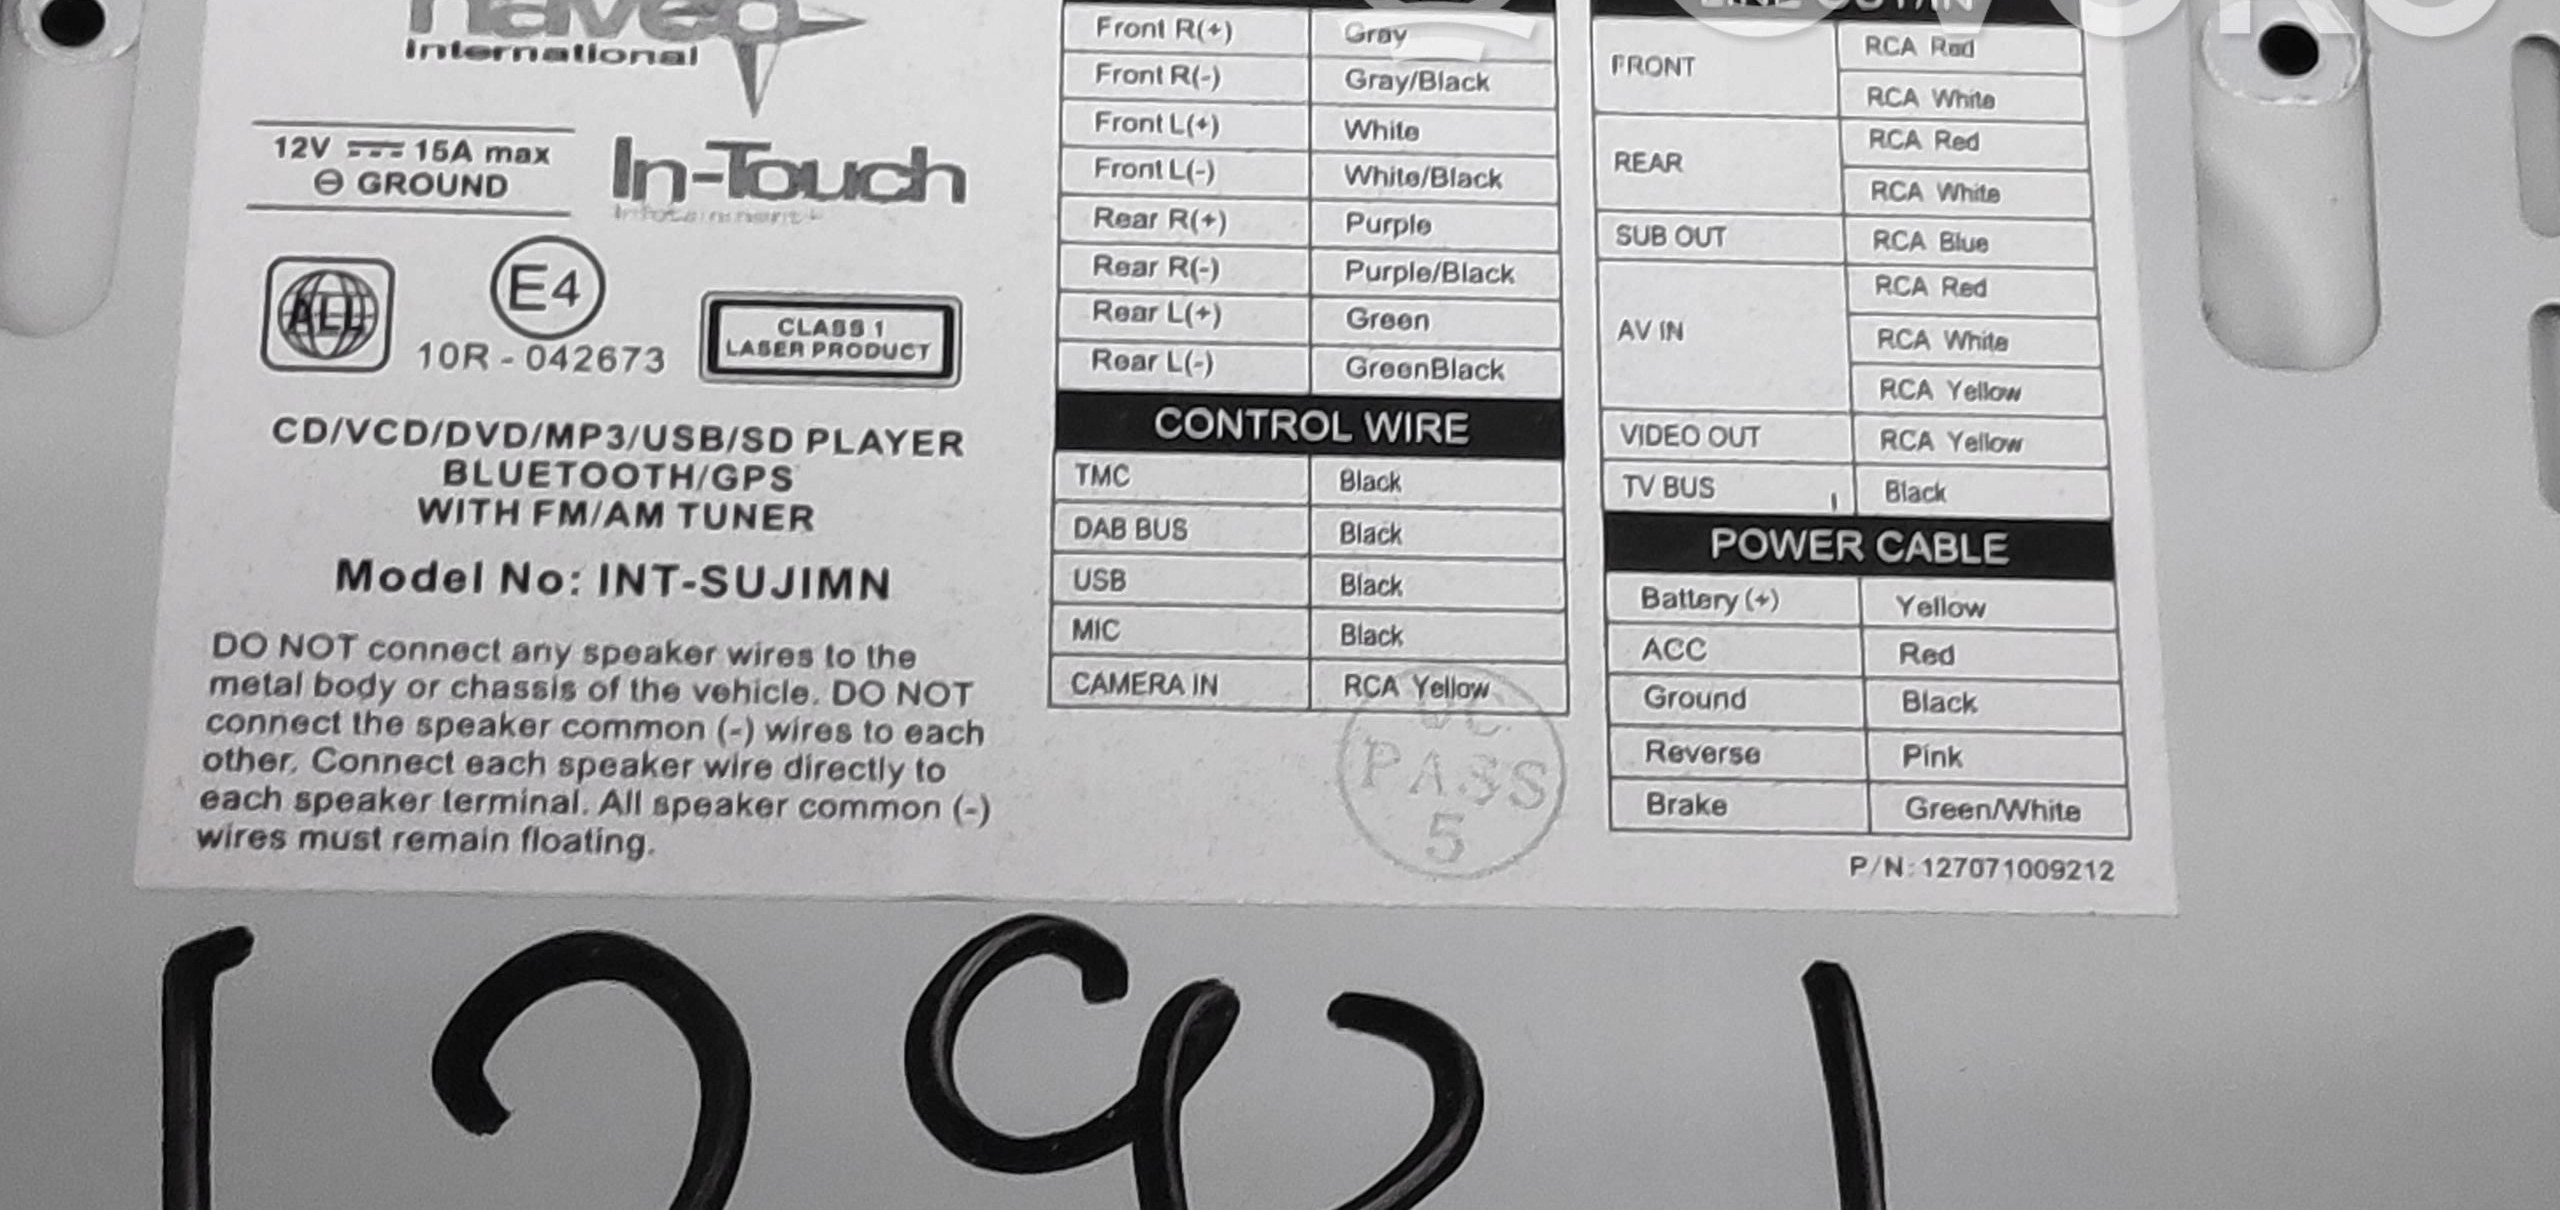 International
12V 15A max
GROUND
In-Touch
ALL
E4
10R - 042673
CLASS 1
LASER PRODUCT
CD/VCD/DVD/MP3/USB/SD PLAYER
BLUETOOTH/GPS
WITH FM/AM TUNER
Model No: INT-SUJIMN
DO NOT connect any speaker wires to the
metal body or chassis of the vehicle. DO NOT
connect the speaker common (-) wires to each
other. Connect each speaker wire directly to
each speaker terminal. All speaker common (-)
wires must remain floating.
Front R(+) Gray
Front R(-) Gray/Black
Front L(+) White
Front L(-) White/Black
Rear R(+) Purple
Rear R(-) Purple/Black
Rear L(+) Green
Rear L(-) GreenBlack
CONTROL WIRE
TMC Black
DAB BUS Black
USB Black
MIC Black
CAMERA IN RCA Yellow
PASS
5
FRONT RCA Red
RCA White
REAR RCA Red
RCA White
SUB OUT RCA Blue
AV IN RCA Red
RCA White
RCA Yellow
VIDEO OUT RCA Yellow
TV BUS Black
POWER CABLE
Battery (+) Yellow
ACC Red
Ground Black
Reverse Pink
Brake Green/White
P/N:127071009212